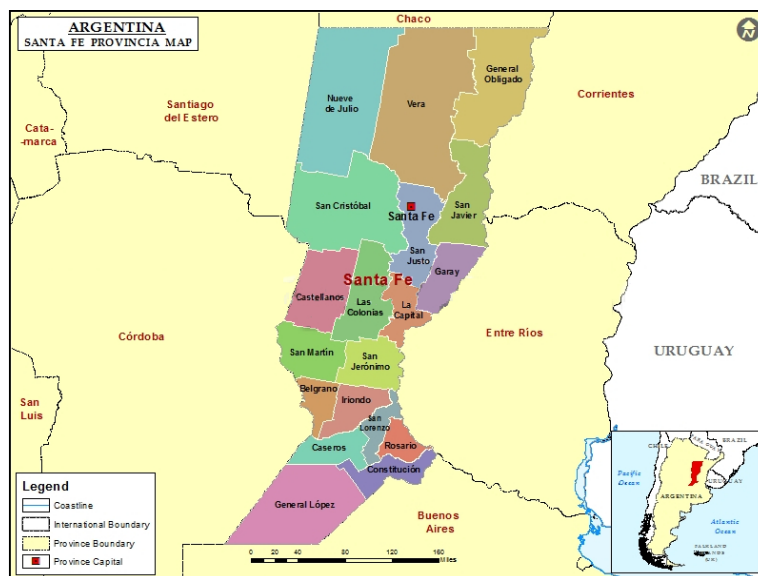 ARGENTINA
SANTA FE PROVINCIA MAP
Chaco
N
Nueve
de Julio
Vera
General
Obligado
Corrientes
Santiago
del Estero
Cata-
-marca
BRAZIL
San Cristóbal
Santa Fe
San
Javier
San
Justo
Garay
Santa Fe
Castellanos
Las
Colonias
La
Capital
Córdoba
Entre Ríos
URUGUAY
San Martín
San
Jerónimo
San
Luis
Belgrano
Iriondo
San
Lorenzo
Rosario
Caseros
Constitución
General López
Buenos
Aires
Legend
Coastline
International Boundary
Province Boundary
Province Capital
0 20 40 80 120 160
Miles
CHILE
BRAZIL
Pacific
Ocean
URUGUAY
ARGENTINA
Atlantic
Ocean
(UK)